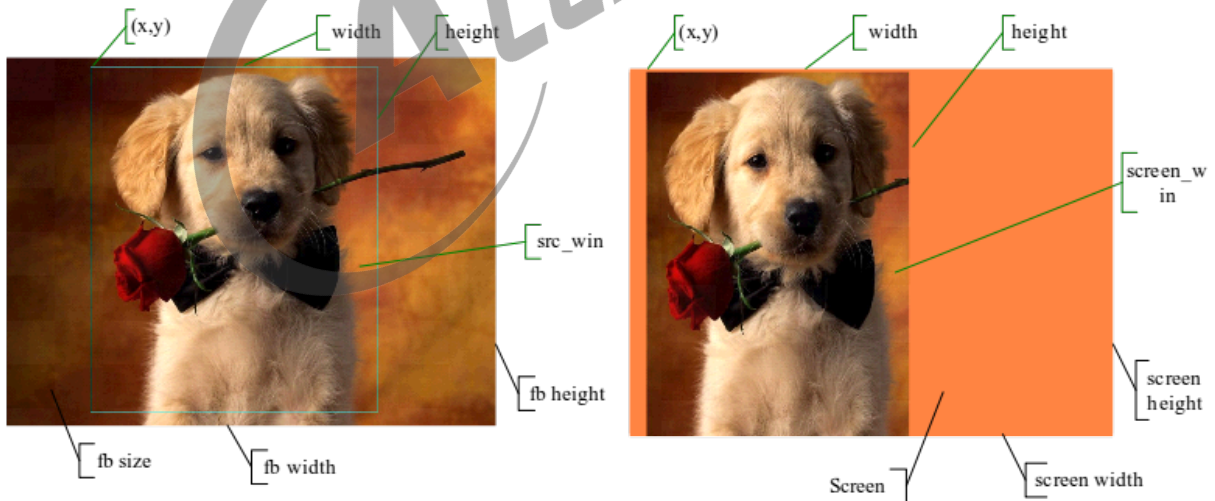 (x,y)
width
height
src_win
fb height
fb size
fb width
(x,y)
width
height
screen_w
in
screen
height
Screen
screen width